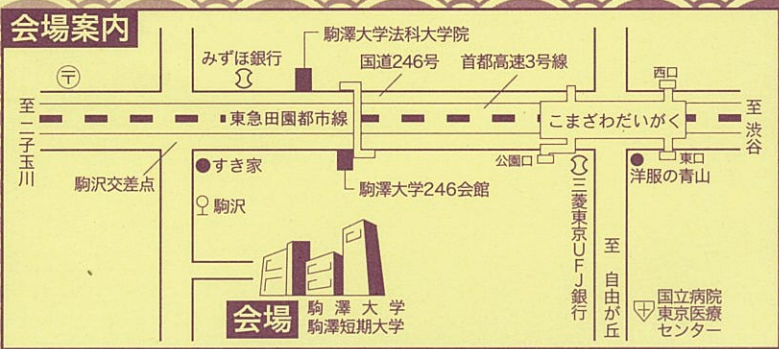 会場案内
駒澤大学法科大学院
みずほ銀行
国道246号
首都高速3号線
西口
〒
至 二子玉川
東急田園都市線
こまざわだいがく
至 渋谷
駒沢交差点
すき家
駒澤大学246会館
公園口
東口
洋服の青山
駒沢
三菱東京UFJ銀行
至 自由が丘
会場
駒澤大学
駒澤短期大学
国立病院
東京医療
センター